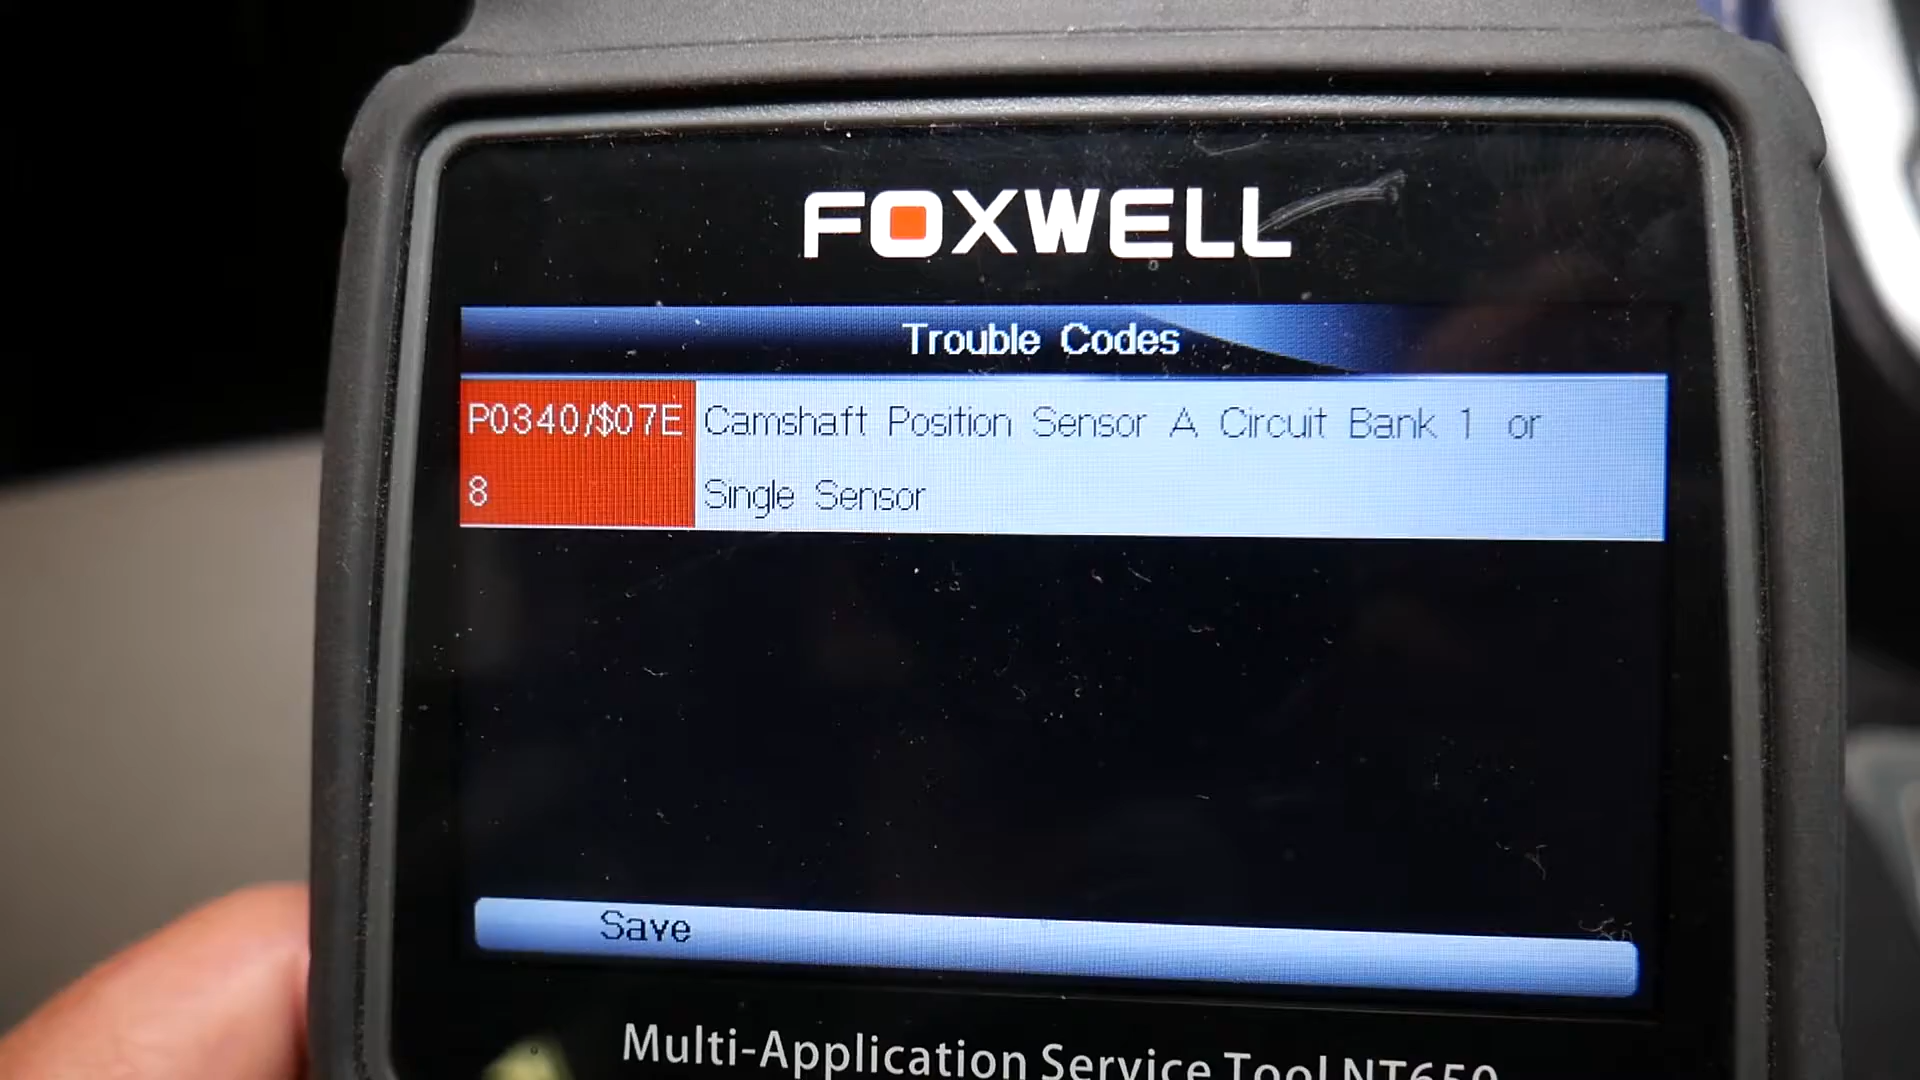 FOXWELL
Trouble Codes
P0340/$07E Camshaft Position Sensor A Circuit Bank 1 or
8 Single Sensor
Save
Multi-Application Service Tool NT650